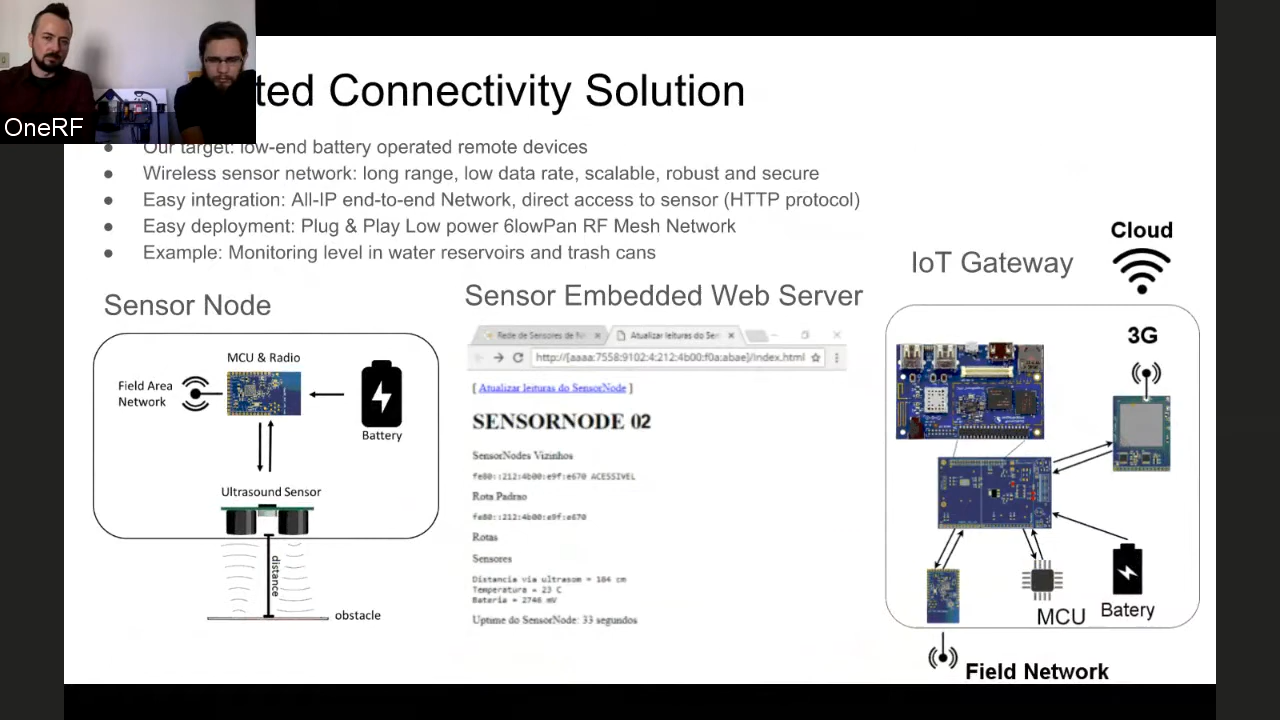 OneRF
ted Connectivity Solution
Our target: low-end battery operated remote devices
Wireless sensor network: long range, low data rate, scalable, robust and secure
Easy integration: All-IP end-to-end Network, direct access to sensor (HTTP protocol)
Easy deployment: Plug & Play Low power 6lowPan RF Mesh Network
Example: Monitoring level in water reservoirs and trash cans
Sensor Node
MCU & Radio
Field Area
Network
Battery
Ultrasound Sensor
distance
obstacle
Sensor Embedded Web Server
Rede de Sensores de
Atualizar leituras do Ser
http://[aaaa:7558:9102:4:212:4b00:f0a:abae]/index.html
[ Atualizar leituras do SensorNode ]
SENSORNODE 02
SensorNodes Vizinhos
fe80::212:4b00:e9f:e670 ACESSIVEL
Rota Padrao
fe80::212:4b00:e9f:e670
Rotas
Sensores
Distancia via ultrasom = 184 cm
Temperatura = 23 C
Bateria = 2746 mV
Uptime do SensorNode: 33 segundos
Cloud
IoT Gateway
3G
MCU
Batery
Field Network